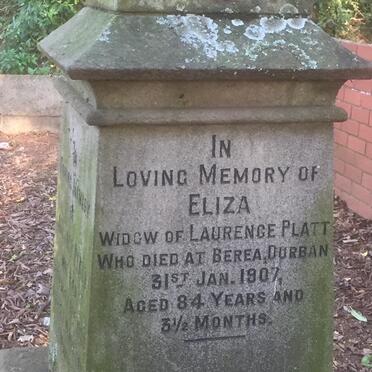 IN
LOVING MEMORY OF
ELIZA
WIDOW OF LAURENCE PLATT
WHO DIED AT BEREA, DURBAN
31ST JAN. 1907,
AGED 84 YEARS AND
3½ MONTHS.